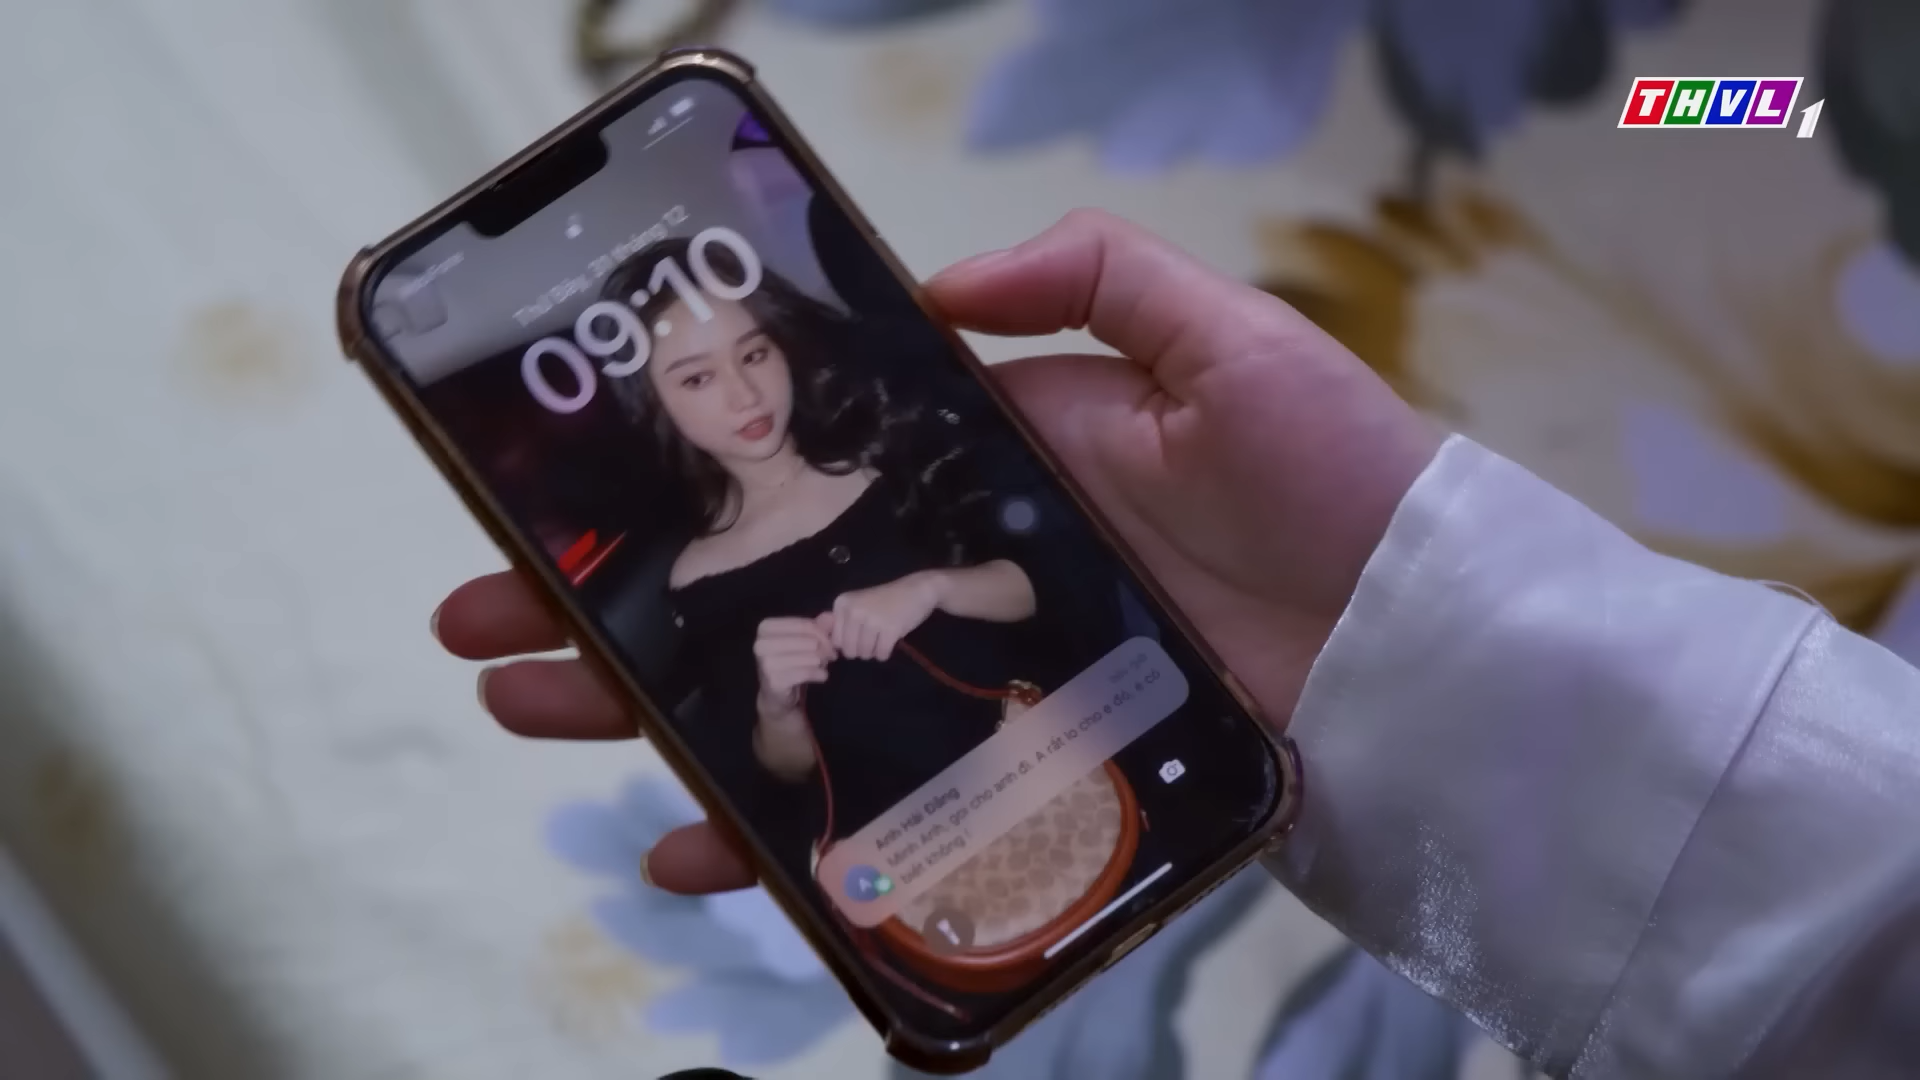 THVL1
Thứ Bảy, 21 tháng 12
09:10
Anh Hải Đăng
Minh Anh, gọi cho anh đi. A rất lo cho e đó, e có
biết không !
A